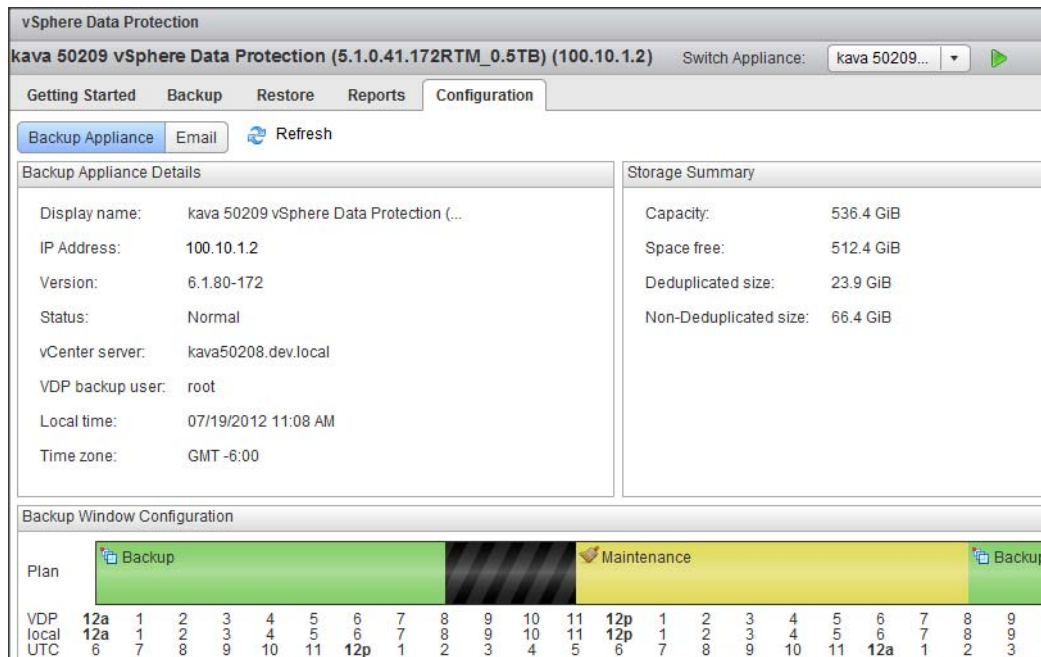 vSphere Data Protection
kava 50209 vSphere Data Protection (5.1.0.41.172RTM_0.5TB) (100.10.1.2) Switch Appliance: kava 50209...
Getting Started Backup Restore Reports Configuration
Backup Appliance Email Refresh
Backup Appliance Details
Display name: kava 50209 vSphere Data Protection (...
IP Address: 100.10.1.2
Version: 6.1.80-172
Status: Normal
vCenter server: kava50208.dev.local
VDP backup user: root
Local time: 07/19/2012 11:08 AM
Time zone: GMT -6:00
Storage Summary
Capacity: 536.4 GiB
Space free: 512.4 GiB
Deduplicated size: 23.9 GiB
Non-Deduplicated size: 66.4 GiB
Backup Window Configuration
Plan Backup Maintenance Backup
VDP 12a 1 2 3 4 5 6 7 8 9 10 11 12p 1 2 3 4 5 6 7 8 9
local 12a 1 2 3 4 5 6 7 8 9 10 11 12p 1 2 3 4 5 6 7 8 9
UTC 6 7 8 9 10 11 12p 1 2 3 4 5 6 7 8 9 10 11 12a 1 2 3